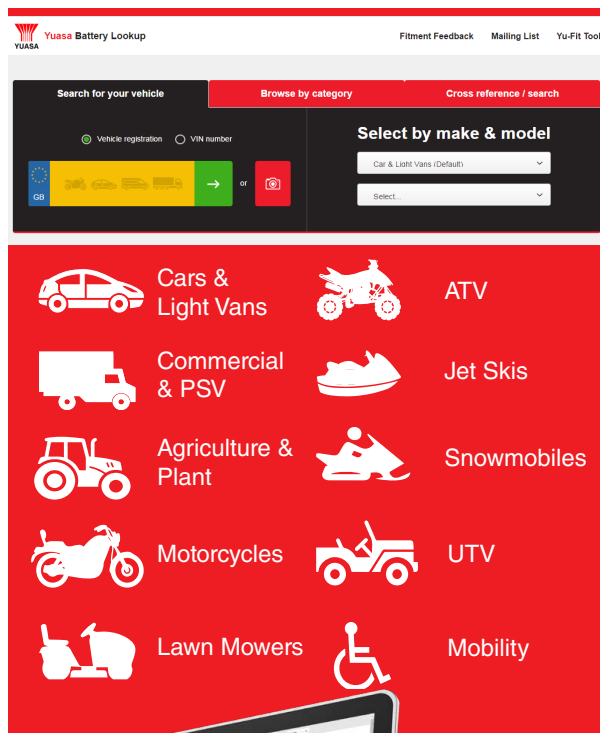 YUASA
Yuasa Battery Lookup
Fitment Feedback
Mailing List
Yu-Fit Tool
Search for your vehicle
Browse by category
Cross reference / search
Vehicle registration
VIN number
GB
→
or
Select by make & model
Car & Light Vans (Default)
Select...
Cars &
Light Vans
ATV
Commercial
& PSV
Jet Skis
Agriculture &
Plant
Snowmobiles
Motorcycles
UTV
Lawn Mowers
Mobility